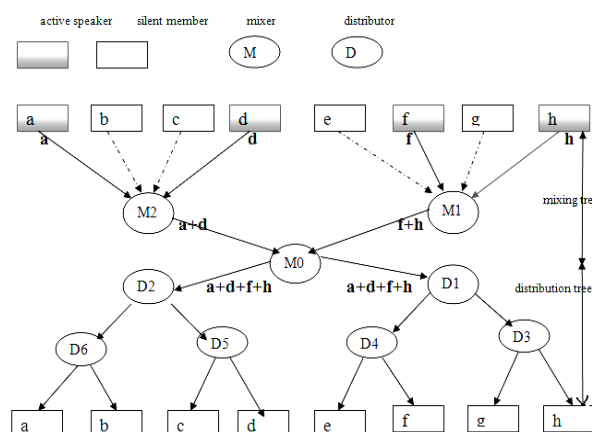 active speaker silent member mixer distributor
M D
a b c d e f g h
a d f h
M2 M1 mixing tre
a+d f+h
M0
D2 a+d+f+h a+d+f+h D1 distribution tree
D6 D5 D4 D3
a b c d e f g h